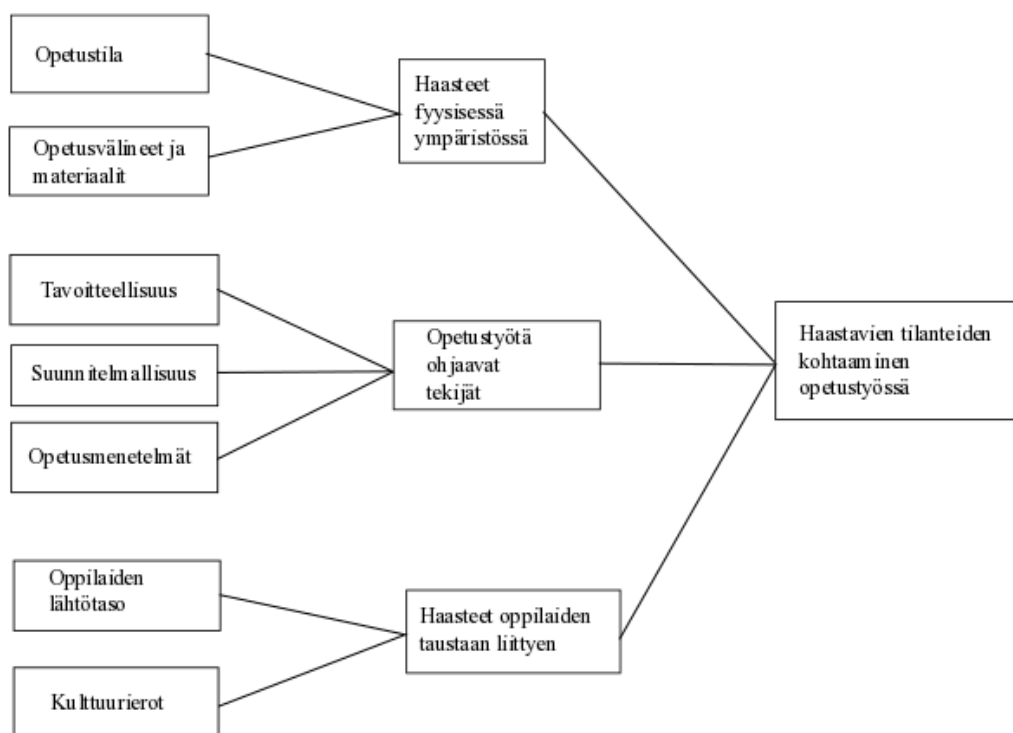 Opetustila
Opetusvälineet ja
materiaalit
Haasteet
fyysisessä
ympäristössä
Tavoitteellisuus
Suunnitelmallisuus
Opetusmenetelmät
Opetustyötä
ohjaavat
tekijät
Haastavien tilanteiden
kohtaaminen
opetustyössä
Oppilaiden
lähtötaso
Kulttuurierot
Haasteet oppilaiden
taustaan liittyen